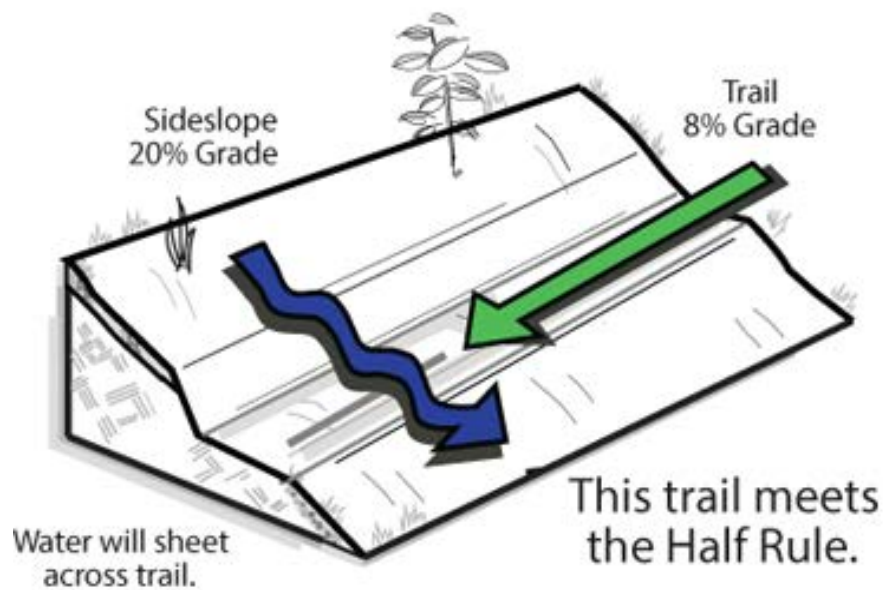 Sideslope
20% Grade
Trail
8% Grade
Water will sheet
across trail.
This trail meets
the Half Rule.